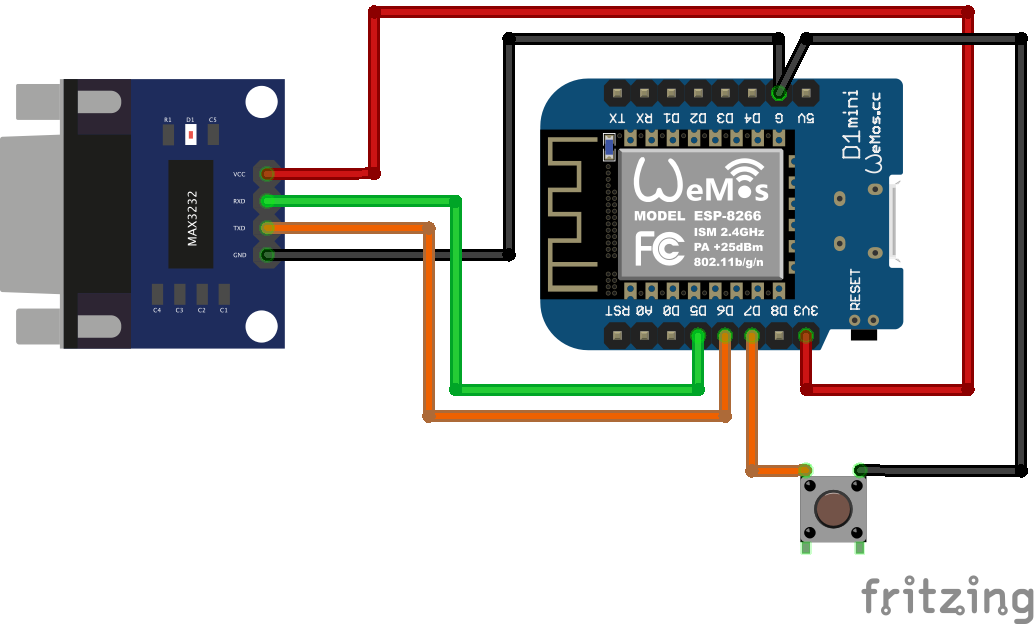 R1 D1 C5
VCC
RXD
TXD
GND
MAX3232
C4 C3 C2 C1
TX RX D1 D2 D3 D4 G 5V
WeMos
MODEL ESP-8266
ISM 2.4GHz
PA +25dBm
802.11b/g/n
FC
D1mini
WeMos.cc
RESET
RST A0 D0 D5 D6 D7 D8 3V3
fritzing